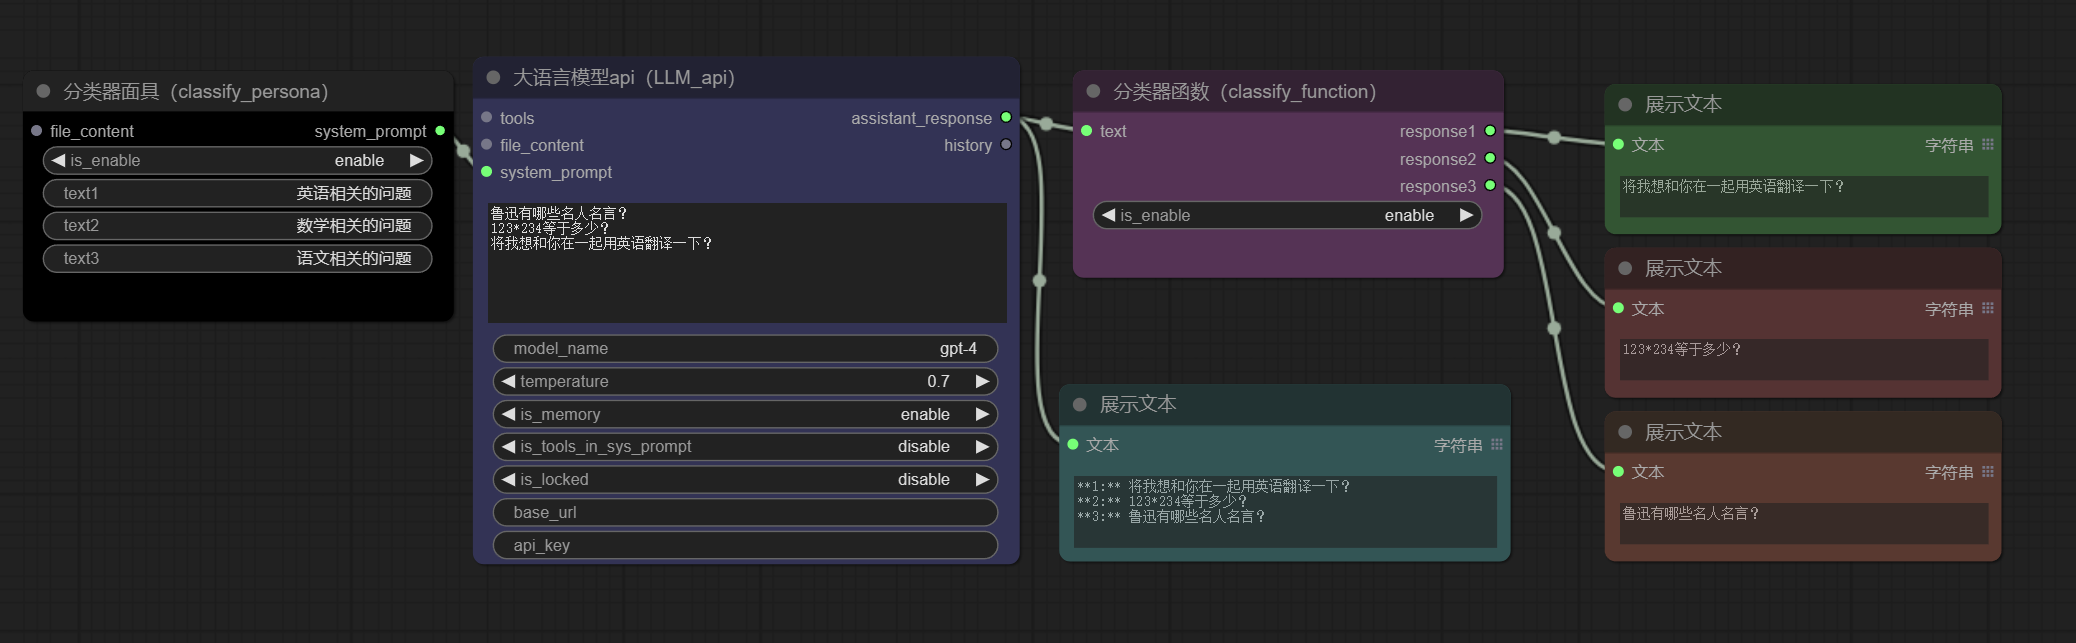 分类器面具（classify_persona）
file_content
system_prompt
is_enable
enable
text1
英语相关的问题
text2
数学相关的问题
text3
语文相关的问题
大语言模型api（LLM_api）
tools
assistant_response
file_content
history
system_prompt
鲁迅有哪些名人名言？
123*234等于多少？
将我想和你在一起用英语翻译一下？
model_name
gpt-4
temperature
0.7
is_memory
enable
is_tools_in_sys_prompt
disable
is_locked
disable
base_url
api_key
分类器函数（classify_function）
text
response1
response2
response3
is_enable
enable
展示文本
文本
字符串
**1:** 将我想和你在一起用英语翻译一下？
**2:** 123*234等于多少？
**3:** 鲁迅有哪些名人名言？
展示文本
文本
字符串
将我想和你在一起用英语翻译一下？
展示文本
文本
字符串
123*234等于多少？
展示文本
文本
字符串
鲁迅有哪些名人名言？